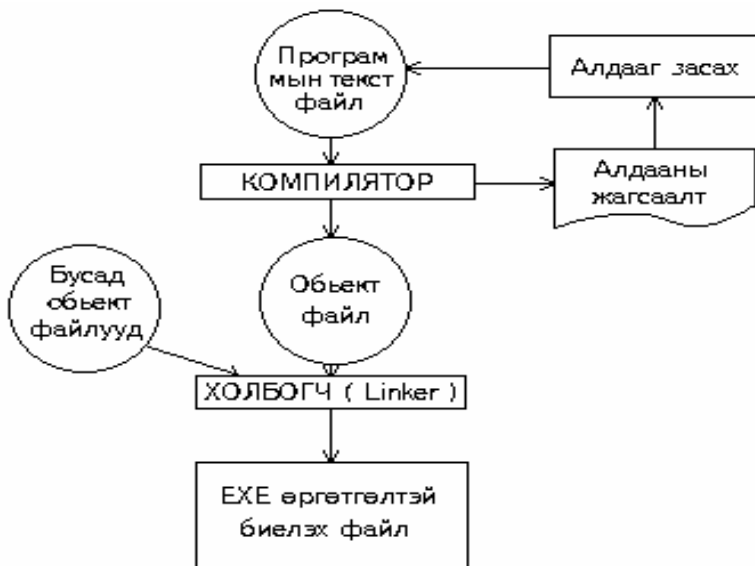 Програм
мын текст
файл
Алдааг засах
КОМПИЛЯТОР
Алдааны
жагсаалт
Бусад
обьект
файлууд
Обьект
файл
ХОЛБОГЧ ( Linker )
EXE өргөтгөлтэй
биелэх файл